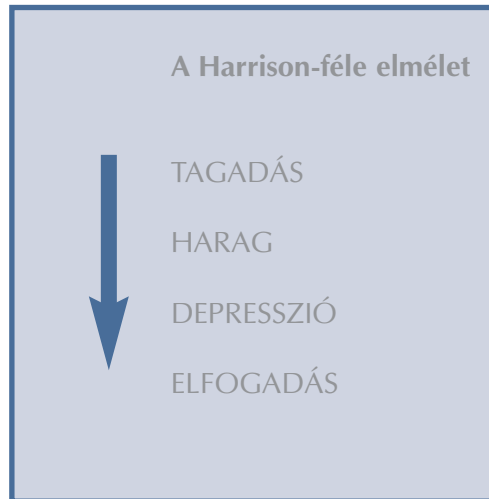 A Harrison-féle elmélet
TAGADÁS
HARAG
DEPRESSZIÓ
ELFOGADÁS